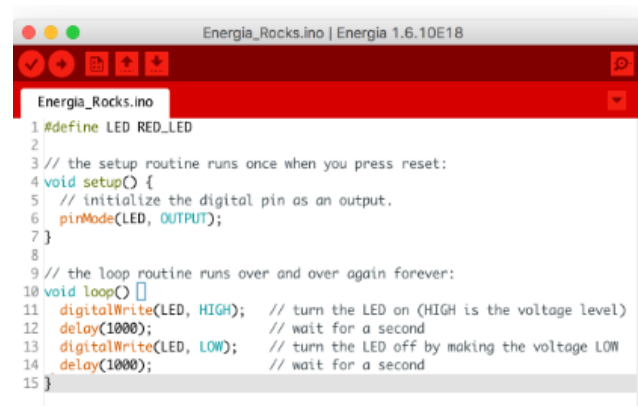 Energia_Rocks.ino | Energia 1.6.10E18
Energia_Rocks.ino
1 #define LED RED_LED
2
3 // the setup routine runs once when you press reset:
4 void setup() {
5   // initialize the digital pin as an output.
6   pinMode(LED, OUTPUT);
7 }
8
9 // the loop routine runs over and over again forever:
10 void loop()
11   digitalWrite(LED, HIGH);   // turn the LED on (HIGH is the voltage level)
12   delay(1000);               // wait for a second
13   digitalWrite(LED, LOW);    // turn the LED off by making the voltage LOW
14   delay(1000);               // wait for a second
15 }